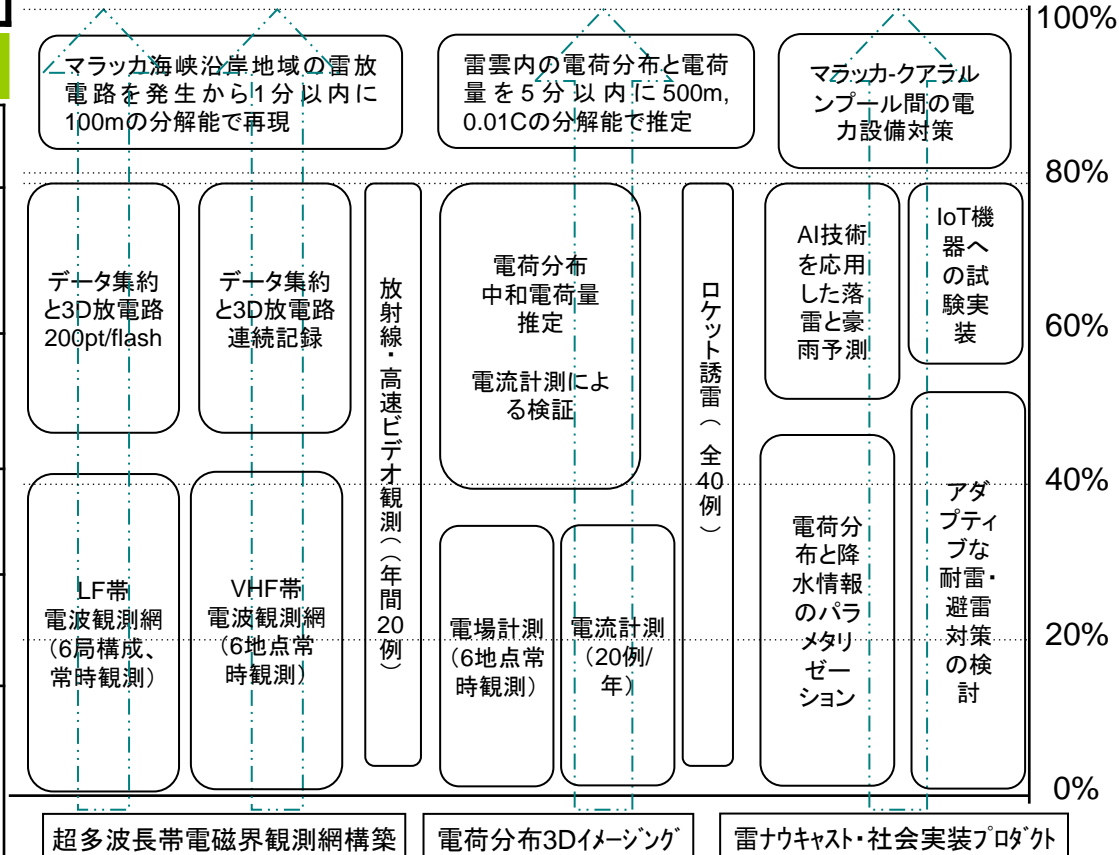 100%
マラッカ海峡沿岸地域の雷放
電路を発生から1分以内に
100mの分解能で再現
雷雲内の電荷分布と電荷
量を5分以内に500m,
0.01Cの分解能で推定
マラッカ-クアラル
ンプール間の電
力設備対策
80%
データ集約
と3D放電路
200pt/flash
データ集約
と3D放電路
連続記録
放射線・高速ビデオ観測（（年間20例）
電荷分布
中和電荷量
推定
電流計測によ
る検証
ロケット誘雷（全40例）
AI技術
を応用
した落
雷と豪
雨予測
IoT機
器へ
の試
験実
装
60%
40%
LF帯
電波観測網
（6局構成、
常時観測）
VHF帯
電波観測網
（6地点常
時観測）
電場計測
（6地点常
時観測）
電流計測
（20例/
年）
電荷分
布と降
水情報
のパラ
メタリ
ゼー
ション
アダ
プティ
ブな
耐雷・
避雷
対策
の検
討
20%
0%
超多波長帯電磁界観測網構築
電荷分布3Dイメージング
雷ナウキャスト・社会実装プロダクト